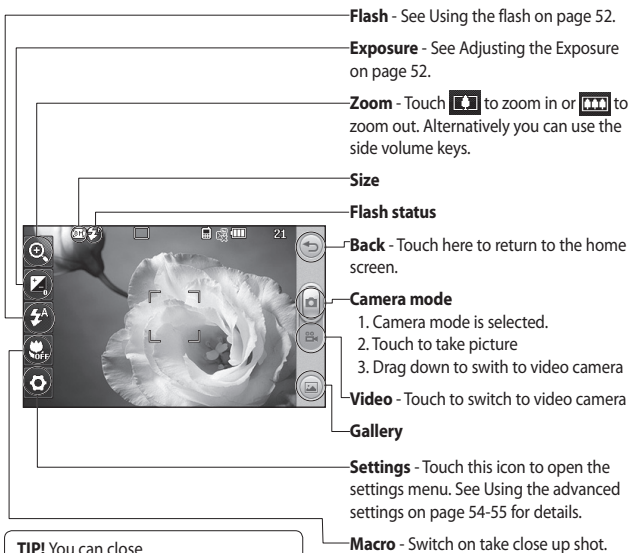 Flash - See Using the flash on page 52.
Exposure - See Adjusting the Exposure
on page 52.
Zoom - Touch to zoom in or to
zoom out. Alternatively you can use the
side volume keys.
Size
Flash status
21
Back - Touch here to return to the home
screen.
Camera mode
1. Camera mode is selected.
2. Touch to take picture
3. Drag down to swith to video camera
Video - Touch to switch to video camera
Gallery
Settings - Touch this icon to open the
settings menu. See Using the advanced
settings on page 54-55 for details.
Macro - Switch on take close up shot.
0
A
OFF
TIP! You can close